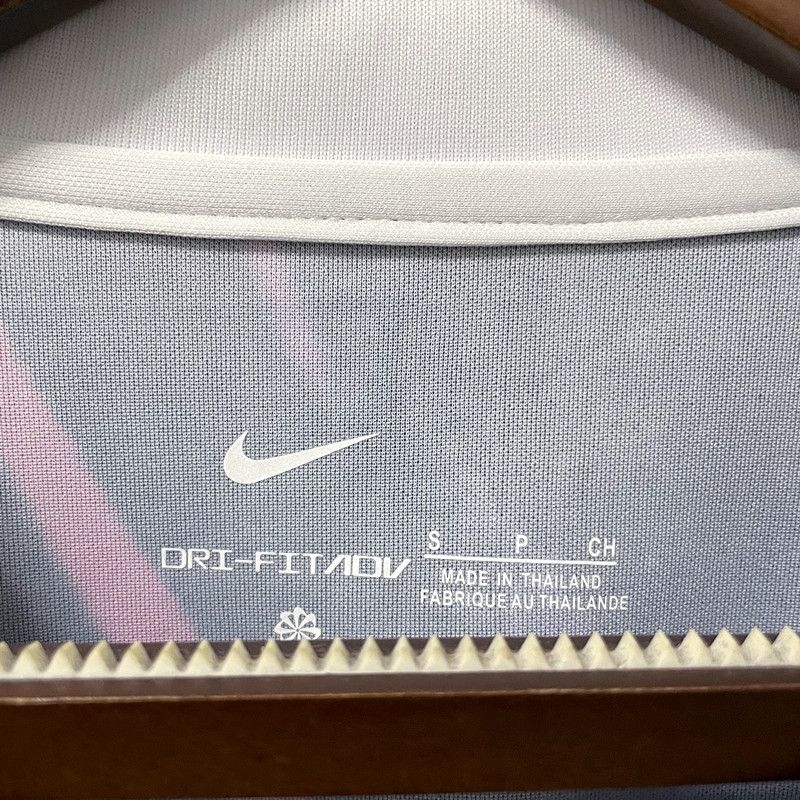 DRI-FIT ADV
S P CH
MADE IN THAILAND
FABRIQUE AU THAILANDE